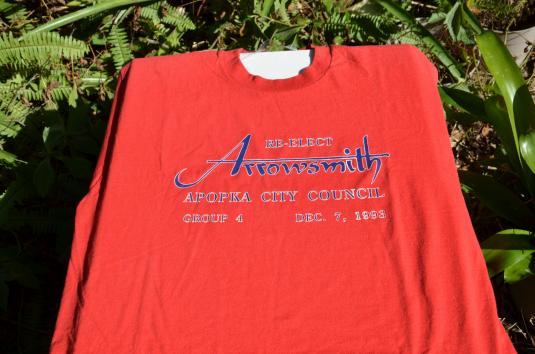 RE-ELECT
Arrowsmith
APOPKA CITY COUNCIL
GROUP 4 DEC. 7, 1993